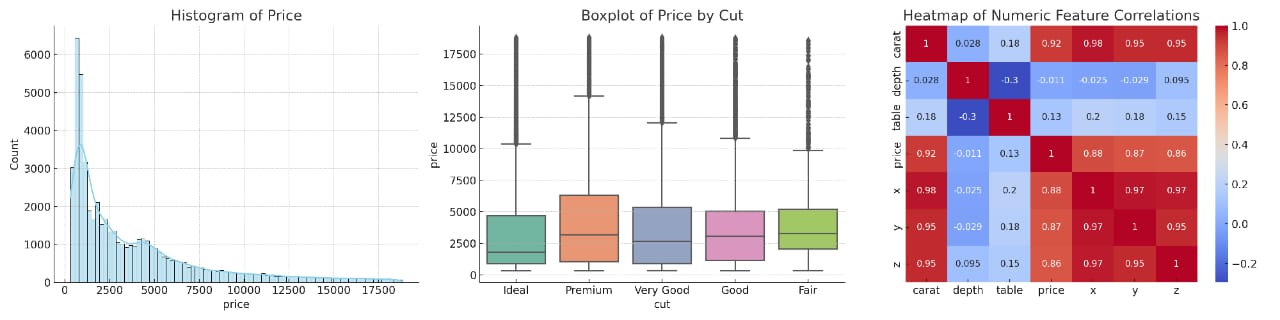 Histogram of Price
Count
6000
5000
4000
3000
2000
1000
0
0 2500 5000 7500 10000 12500 15000 17500
price
Boxplot of Price by Cut
price
17500
15000
12500
10000
7500
5000
2500
0
Ideal Premium Very Good Good Fair
cut
Heatmap of Numeric Feature Correlations
carat 1 0.028 0.18 0.92 0.98 0.95 0.95
depth 0.028 1 -0.3 -0.011 -0.025 -0.029 0.095
table 0.18 -0.3 1 0.13 0.2 0.18 0.15
price 0.92 -0.011 0.13 1 0.88 0.87 0.86
x 0.98 -0.025 0.2 0.88 1 0.97 0.97
y 0.95 -0.029 0.18 0.87 0.97 1 0.95
z 0.95 0.095 0.15 0.86 0.97 0.95 1
carat depth table price x y z
1.0
0.8
0.6
0.4
0.2
0.0
−0.2